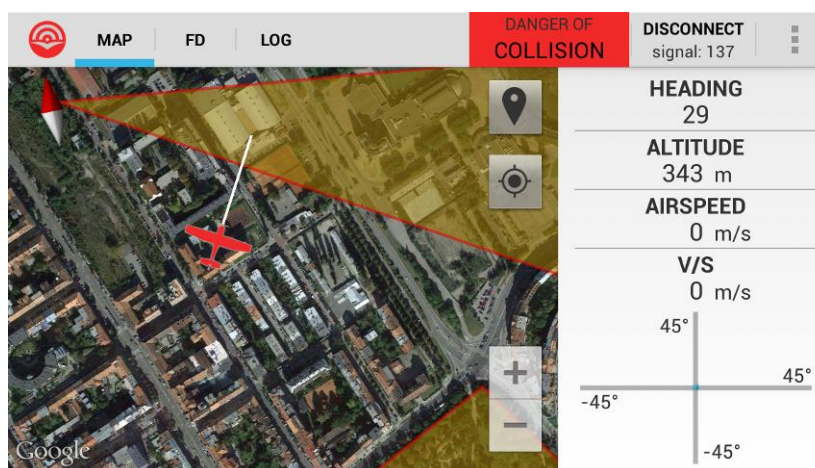 MAP
FD
LOG
DANGER OF
COLLISION
DISCONNECT
signal: 137
HEADING
29
ALTITUDE
343 m
AIRSPEED
0 m/s
V/S
0 m/s
45°
45°
-45°
-45°
+
−
Google